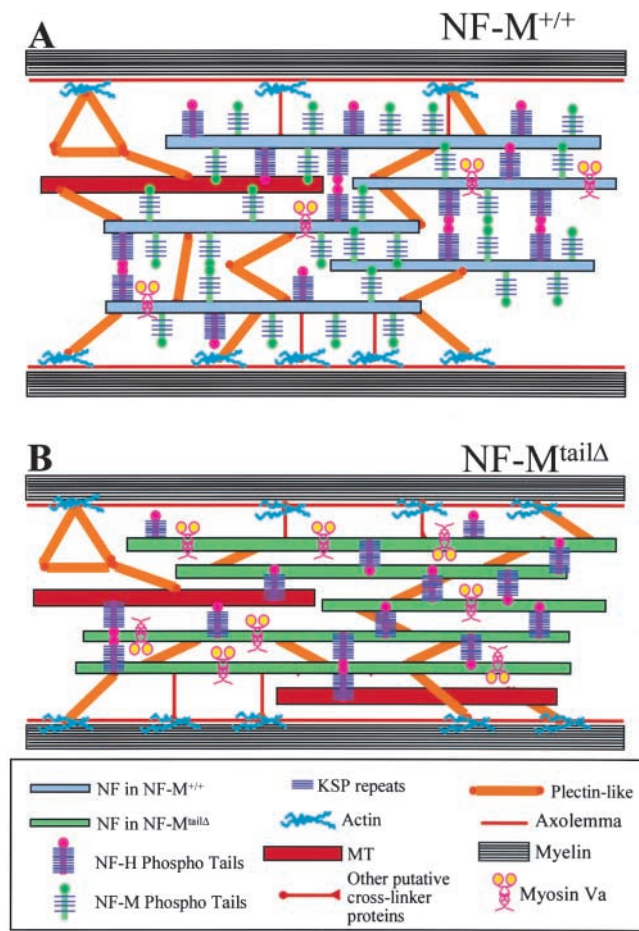 A
NF-M+/+
B
NF-MtailΔ
NF in NF-M+/+
NF in NF-MtailΔ
NF-H Phospho Tails
NF-M Phospho Tails
KSP repeats
Actin
MT
Other putative
cross-linker
proteins
Plectin-like
Axolemma
Myelin
Myosin Va